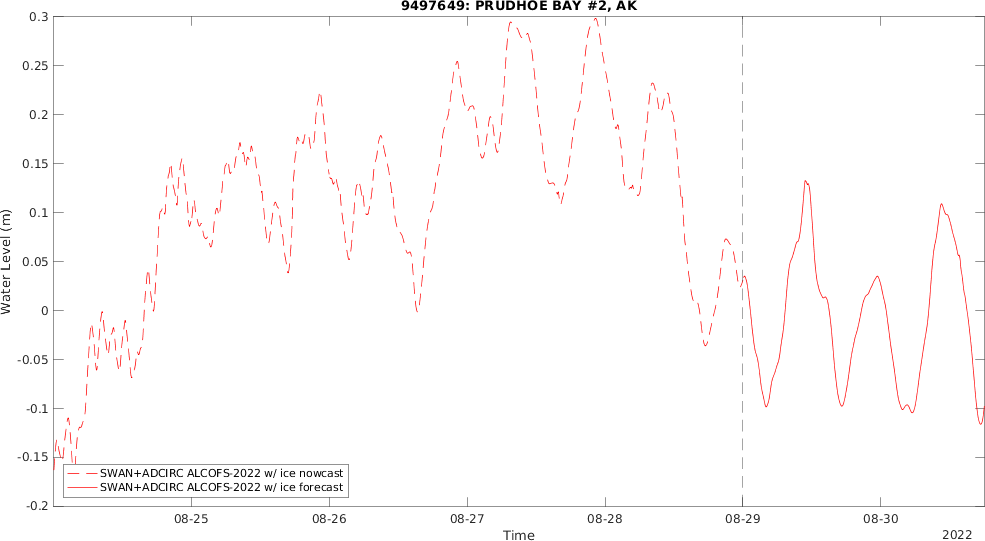 9497649: PRUDHOE BAY #2, AK
0.3
0.25
0.2
0.15
0.1
0.05
0
-0.05
-0.1
-0.15
-0.2
Water Level (m)
SWAN+ADCIRC ALCOFS-2022 w/ ice nowcast
SWAN+ADCIRC ALCOFS-2022 w/ ice forecast
08-25 08-26 08-27 08-28 08-29 08-30
Time
2022